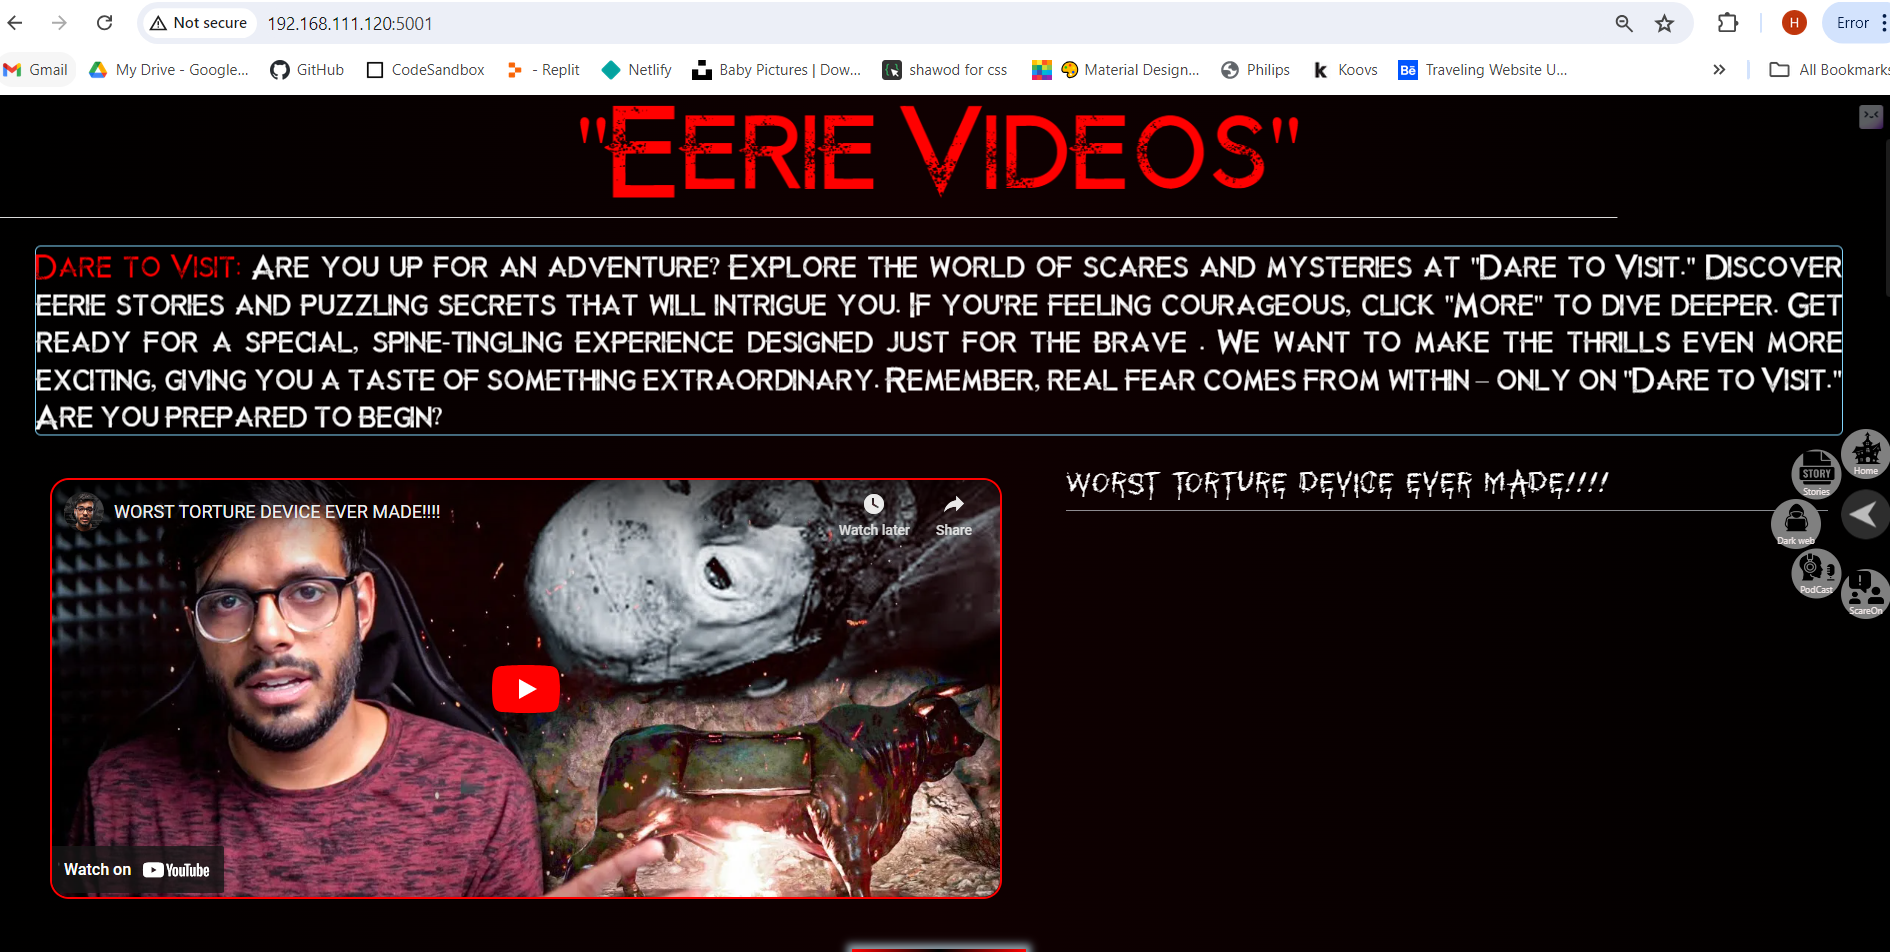 Not secure
192.168.111.120:5001
H
Error
Gmail
My Drive - Google...
GitHub
CodeSandbox
- Replit
Netlify
Baby Pictures | Dow...
shawod for css
Material Design...
Philips
Koovs
Bē
Traveling Website U...
All Bookmarks
"EERIE VIDEOS"
DARE TO VISIT: ARE YOU UP FOR AN ADVENTURE? EXPLORE THE WORLD OF SCARES AND MYSTERIES AT "DARE TO VISIT." DISCOVER
EERIE STORIES AND PUZZLING SECRETS THAT WILL INTRIGUE YOU. IF YOU'RE FEELING COURAGEOUS, CLICK "MORE" TO DIVE DEEPER. GET
READY FOR A SPECIAL, SPINE-TINGLING EXPERIENCE DESIGNED JUST FOR THE BRAVE . WE WANT TO MAKE THE THRILLS EVEN MORE
EXCITING, GIVING YOU A TASTE OF SOMETHING EXTRAORDINARY. REMEMBER, REAL FEAR COMES FROM WITHIN – ONLY ON "DARE TO VISIT."
ARE YOU PREPARED TO BEGIN?
WORST TORTURE DEVICE EVER MADE!!!!
Watch later
Share
Watch on YouTube
WORST TORTURE DEVICE EVER MADE!!!!
Home
STORY
Stories
Dark web
PodCast
ScareOn